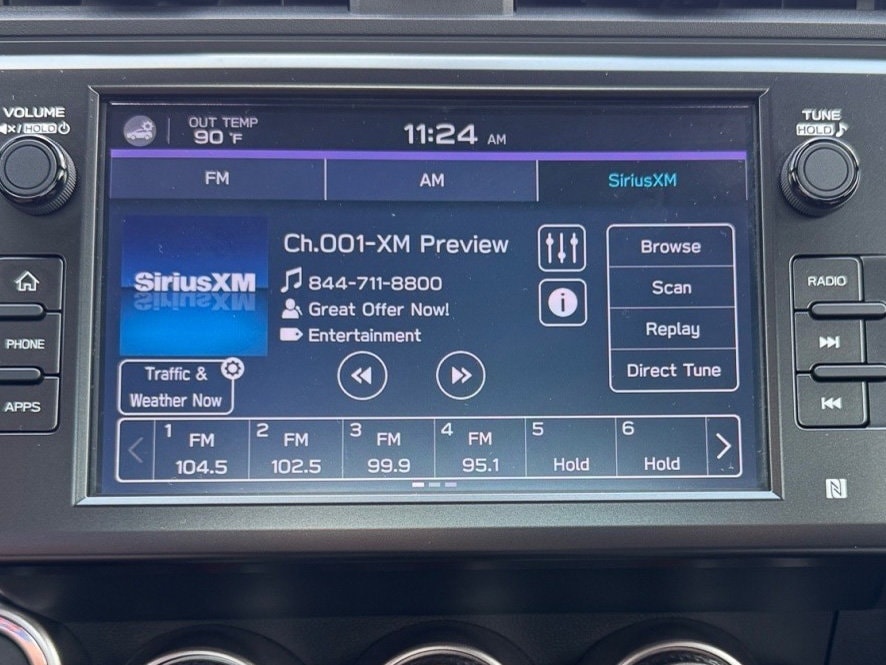 VOLUME
HOLD
OUT TEMP
90 °F
11:24 AM
TUNE
HOLD
FM
AM
SiriusXM
SiriusXM
Ch.001-XM Preview
844-711-8800
Great Offer Now!
Entertainment
i
Browse
Scan
Replay
Direct Tune
Traffic &
Weather Now
PHONE
APPS
RADIO
1 FM 104.5
2 FM 102.5
3 FM 99.9
4 FM 95.1
5 Hold
6 Hold
N